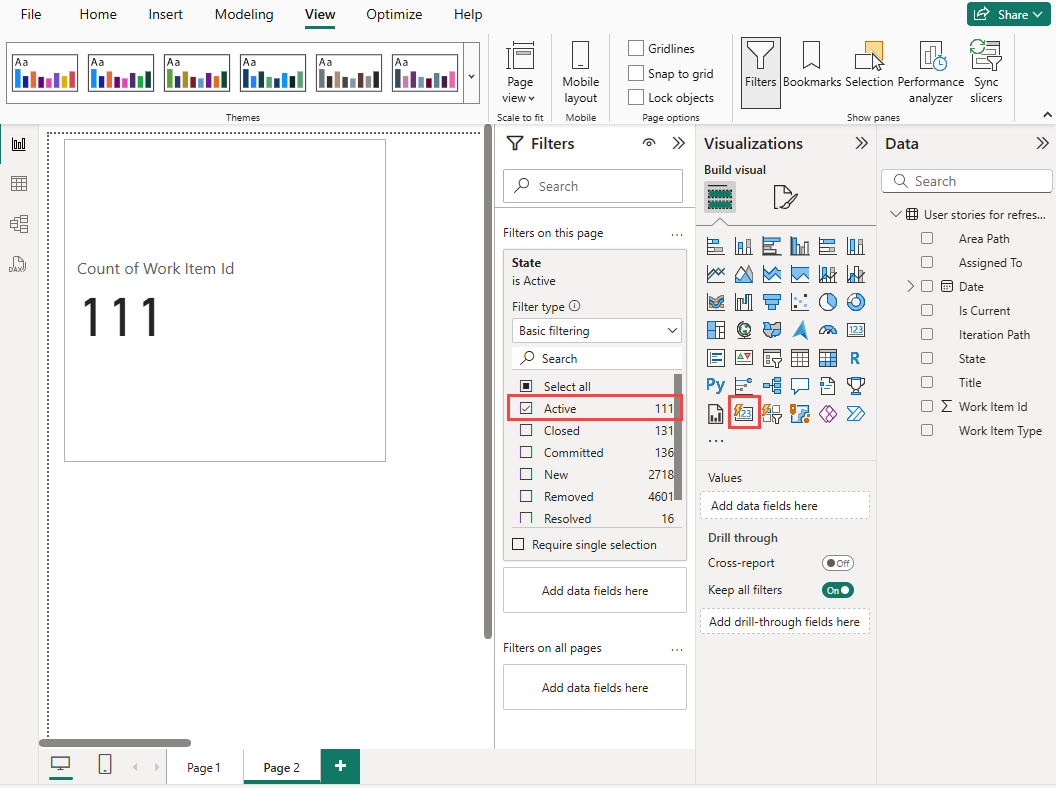 File Home Insert Modeling View Optimize Help Share
Aa Aa Aa Aa Aa Aa
Page view
Mobile layout
Gridlines
Snap to grid
Lock objects
Filters
Bookmarks
Selection
Performance analyzer
Sync slicers
Themes
Scale to fit
Mobile
Page options
Show panes
Count of Work Item Id
111
Filters
Search
Filters on this page ...
State
is Active
Filter type
Basic filtering
Search
Select all
Active 111
Closed 131
Committed 136
New 2718
Removed 4601
Resolved 16
Require single selection
Add data fields here
Filters on all pages ...
Add data fields here
Visualizations
Build visual
123
R
Py
123
...
Values
Add data fields here
Drill through
Cross-report Off
Keep all filters On
Add drill-through fields here
Data
Search
User stories for refres...
Area Path
Assigned To
Date
Is Current
Iteration Path
State
Title
Work Item Id
Work Item Type
DAX
Page 1
Page 2
+